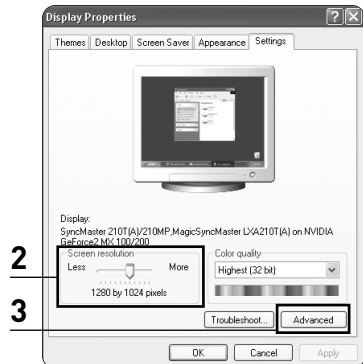 Display Properties
Themes Desktop Screen Saver Appearance Settings
Display:
SyncMaster 210T(A)/210MP,MagicSyncMaster LXA210T(A) on NVIDIA
GeForce2 MX 100/200
Screen resolution
Less More
1280 by 1024 pixels
Color quality
Highest (32 bit)
2
3
Troubleshoot... Advanced
OK Cancel Apply